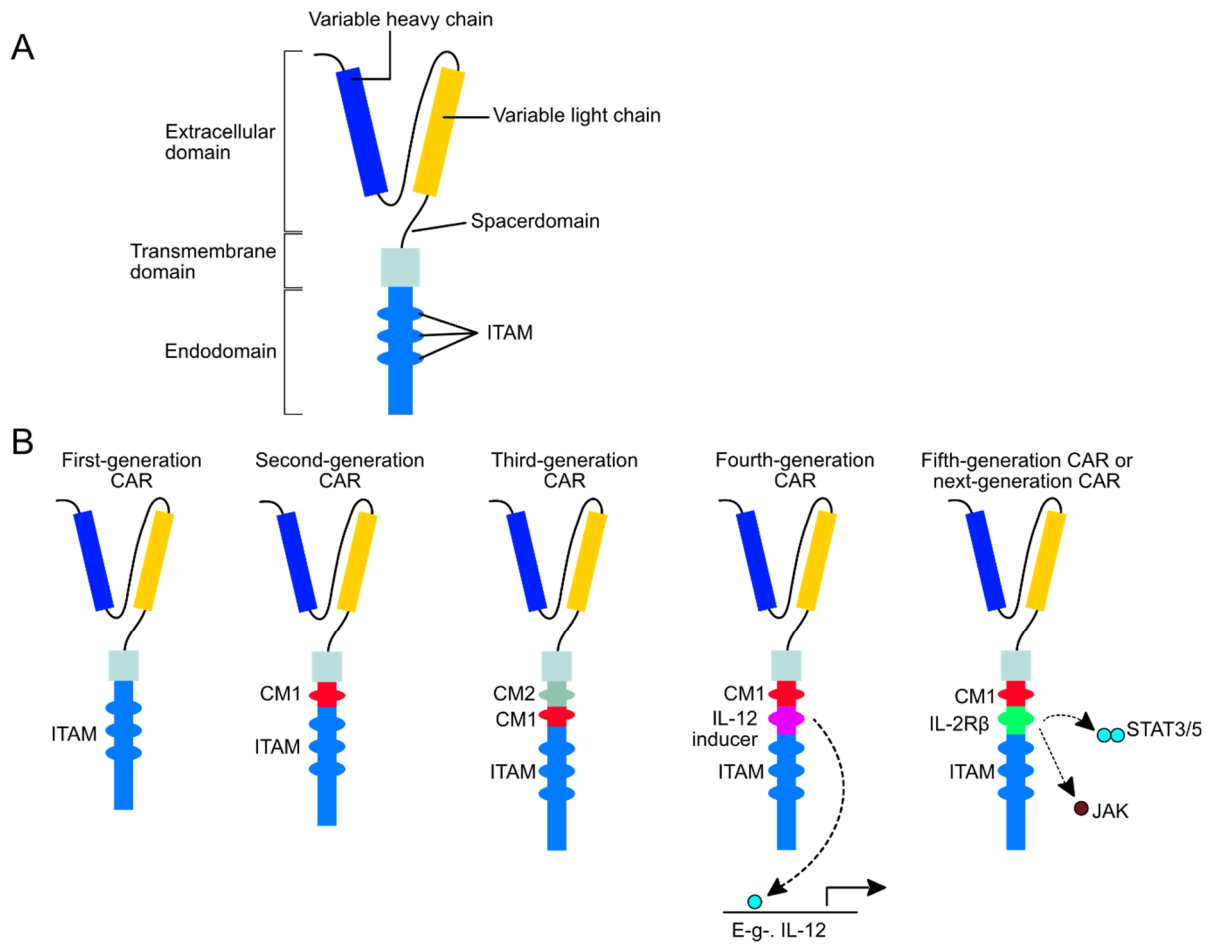 A
Variable heavy chain
Variable light chain
Extracellular
domain
Spacerdomain
Transmembrane
domain
ITAM
Endodomain
B
First-generation
CAR
Second-generation
CAR
Third-generation
CAR
Fourth-generation
CAR
Fifth-generation CAR or
next-generation CAR
ITAM
CM1
ITAM
CM2
CM1
ITAM
CM1
IL-12
inducer
ITAM
E-g-. IL-12
CM1
IL-2Rβ
ITAM
STAT3/5
JAK